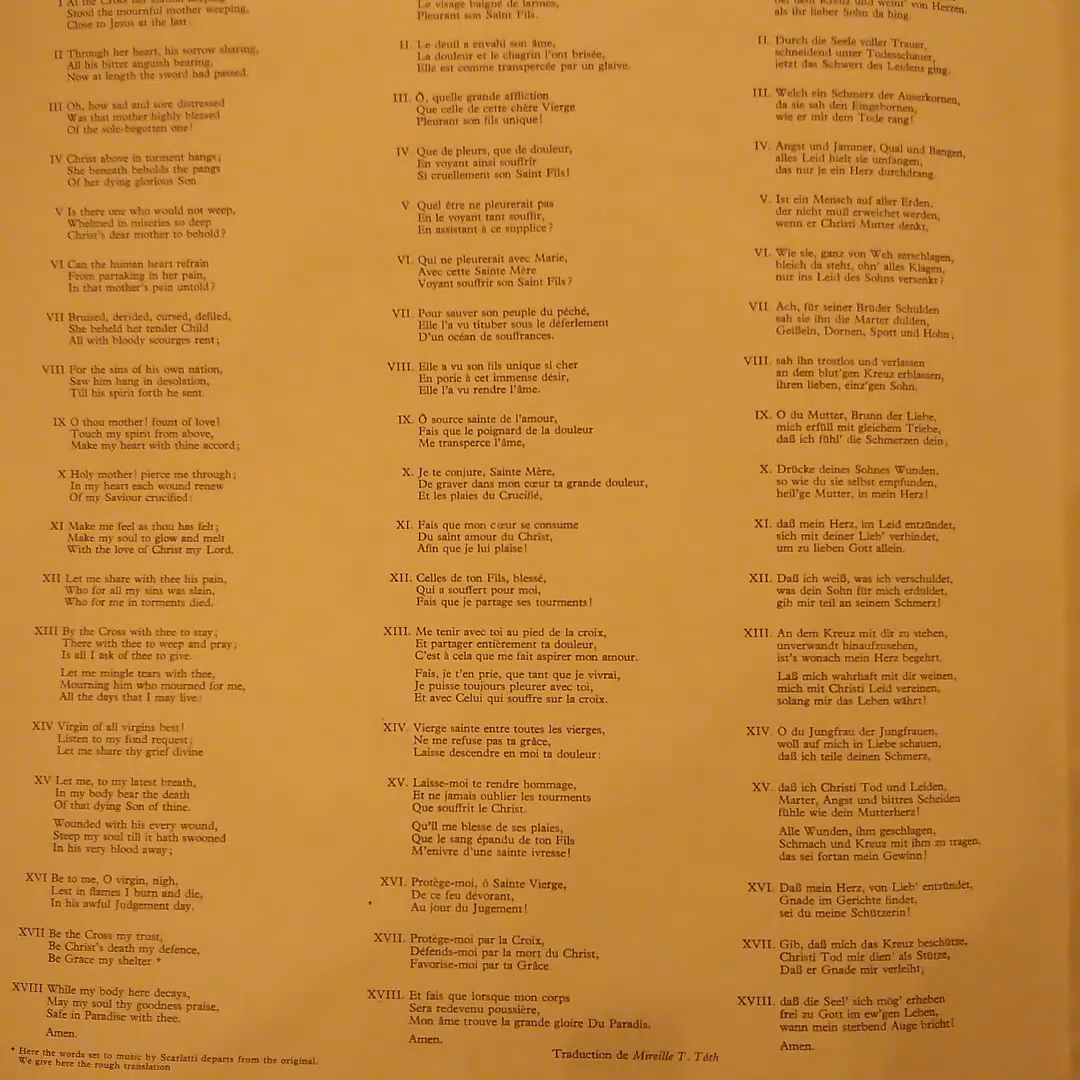 I At the Cross her station keeping
Stood the mournful mother weeping,
Close to Jesus at the last.
II Through her heart, his sorrow sharing,
All his bitter anguish bearing,
Now at length the sword had passed.
III Oh, how sad and sore distressed
Was that mother highly blessed
Of the sole-begotten one!
IV Christ above in torment hangs;
She beneath beholds the pangs
Of her dying glorious Son.
V Is there one who would not weep,
Whelmed in miseries so deep
Christ's dear mother to behold?
VI Can the human heart refrain
From partaking in her pain,
In that mother's pain untold?
VII Bruised, derided, cursed, defiled,
She beheld her tender Child
All with bloody scourges rent;
VIII For the sins of his own nation,
Saw him hang in desolation,
Till his spirit forth he sent.
IX O thou mother! fount of love!
Touch my spirit from above,
Make my heart with thine accord;
X Holy mother! pierce me through;
In my heart each wound renew
Of my Saviour crucified:
XI Make me feel as thou has felt;
Make my soul to glow and melt
With the love of Christ my Lord.
XII Let me share with thee his pain,
Who for all my sins was slain,
Who for me in torments died.
XIII By the Cross with thee to stay;
There with thee to weep and pray;
Is all I ask of thee to give.
Let me mingle tears with thee,
Mourning him who mourned for me,
All the days that I may live:
XIV Virgin of all virgins best!
Listen to my fond request;
Let me share thy grief divine
XV Let me, to my latest breath,
In my body bear the death
Of that dying Son of thine.
Wounded with his every wound,
Steep my soul till it hath swooned
In his very blood away;
XVI Be to me, O virgin, nigh,
Lest in flames I burn and die,
In his awful Judgement day.
XVII Be the Cross my trust,
Be Christ's death my defence,
Be Grace my shelter *
XVIII While my body here decays,
May my soul thy goodness praise,
Safe in Paradise with thee.
Amen.
* Here the words set to music by Scarlatti departs from the original.
We give here the rough translation
Le visage baigné de larmes,
Pleurant son Saint Fils.
II. Le deuil a envahi son âme,
La douleur et le chagrin l'ont brisée,
Elle est comme transpercée par un glaive.
III. Ô, quelle grande affliction
Que celle de cette chère Vierge
Pleurant son fils unique!
IV. Que de pleurs, que de douleur,
En voyant ainsi souffrir
Si cruellement son Saint Fils!
V. Quel être ne pleurerait pas
En le voyant tant souffrir,
En assistant à ce supplice?
VI. Qui ne pleurerait avec Marie,
Avec cette Sainte Mère
Voyant souffrir son Saint Fils?
VII. Pour sauver son peuple du péché,
Elle l'a vu tituber sous le déferlement
D'un océan de souffrances.
VIII. Elle a vu son fils unique si cher
En porie à cet immense désir,
Elle l'a vu rendre l'âme.
IX. Ô source sainte de l'amour,
Fais que le poignard de la douleur
Me transperce l'âme,
X. Je te conjure, Sainte Mère,
De graver dans mon cœur ta grande douleur,
Et les plaies du Crucifié,
XI. Fais que mon cœur se consume
Du saint amour du Christ,
Afin que je lui plaise!
XII. Celles de ton Fils, blessé,
Qui a souffert pour moi,
Fais que je partage ses tourments!
XIII. Me tenir avec toi au pied de la croix,
Et partager entièrement ta douleur,
C'est à cela que me fait aspirer mon amour.
Fais, je t'en prie, que tant que je vivrai,
Je puisse toujours pleurer avec toi,
Et avec Celui qui souffre sur la croix.
XIV. Vierge sainte entre toutes les vierges,
Ne me refuse pas ta grâce,
Laisse descendre en moi ta douleur:
XV. Laisse-moi te rendre hommage,
Et ne jamais oublier les tourments
Que souffrit le Christ.
Qu'il me blesse de ses plaies,
Que le sang épandu de ton Fils
M'enivre d'une sainte ivresse!
XVI. Protège-moi, ô Sainte Vierge,
De ce feu dévorant,
Au jour du Jugement!
XVII. Protège-moi par la Croix,
Défends-moi par la mort du Christ,
Favorise-moi par ta Grâce
XVIII. Et fais que lorsque mon corps
Sera redevenu poussière,
Mon âme trouve la grande gloire Du Paradis.
Amen.
Traduction de Mireille T. Tóth
bei dem Kreuz und weint' von Herzen,
als ihr lieber Sohn da hing.
II. Durch die Seele voller Trauer,
schneidend unter Todesschauer,
jetzt das Schwert des Leidens ging.
III. Welch ein Schmerz der Auserkornen,
da sie sah den Eingebornen,
wie er mit dem Tode rang!
IV. Angst und Jammer, Qual und Bangen,
alles Leid hielt sie umfangen,
das nur je ein Herz durchdrang.
V. Ist ein Mensch auf aller Erden,
der nicht muß erweichet werden,
wenn er Christi Mutter denkt,
VI. Wie sie, ganz von Weh zerschlagen,
bleich da steht, ohn' alles Klagen,
nur ins Leid des Sohns versenkt?
VII. Ach, für seiner Brüder Schulden
sah sie ihn die Marter dulden,
Geißeln, Dornen, Spott und Hohn;
VIII. sah ihn trostlos und verlassen
an dem blut'gen Kreuz erblassen,
ihren lieben, einz'gen Sohn.
IX. O du Mutter, Brunn der Liebe,
mich erfüll mit gleichem Triebe,
daß ich fühl' die Schmerzen dein;
X. Drücke deines Sohnes Wunden,
so wie du sie selbst empfunden,
heil'ge Mutter, in mein Herz!
XI. daß mein Herz, im Leid entzündet,
sich mit deiner Lieb' verbindet,
um zu lieben Gott allein.
XII. Daß ich weiß, was ich verschuldet,
was dein Sohn für mich erduldet,
gib mir teil an seinem Schmerz!
XIII. An dem Kreuz mit dir zu stehen,
unverwandt hinaufzusehen,
ist's wonach mein Herz begehrt.
Laß mich wahrhaft mit dir weinen,
mich mit Christi Leid vereinen,
solang mir das Leben währt!
XIV. O du Jungfrau der Jungfrauen,
woll auf mich in Liebe schauen,
daß ich teile deinen Schmerz,
XV. daß ich Christi Tod und Leiden,
Marter, Angst und bittres Scheiden
fühle wie dein Mutterherz!
Alle Wunden, ihm geschlagen,
Schmach und Kreuz mit ihm zu tragen,
das sei fortan mein Gewinn!
XVI. Daß mein Herz, von Lieb' entzündet,
Gnade im Gerichte findet,
sei du meine Schützerin!
XVII. Gib, daß mich das Kreuz beschütze,
Christi Tod mir dien' als Stütze,
Daß er Gnade mir verleiht;
XVIII. daß die Seel' sich mög' erheben
frei zu Gott im ew'gen Leben,
wann mein sterbend Auge bricht!
Amen.